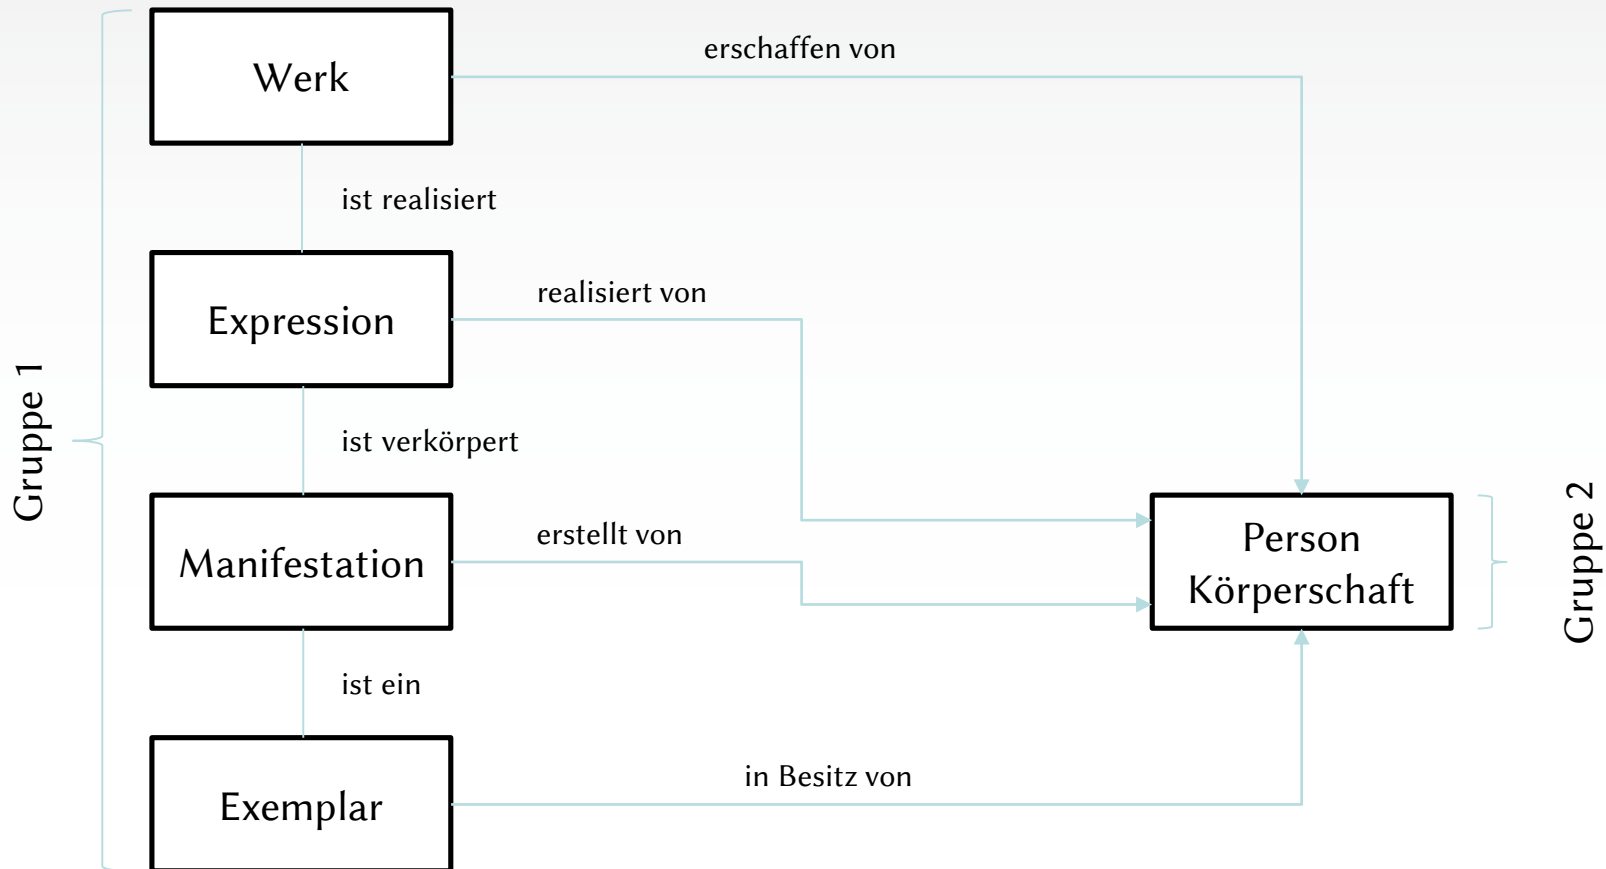 Gruppe 1
Werk
erschaffen von
ist realisiert
Expression
realisiert von
ist verkörpert
Manifestation
erstellt von
Person
Körperschaft
Gruppe 2
ist ein
Exemplar
in Besitz von